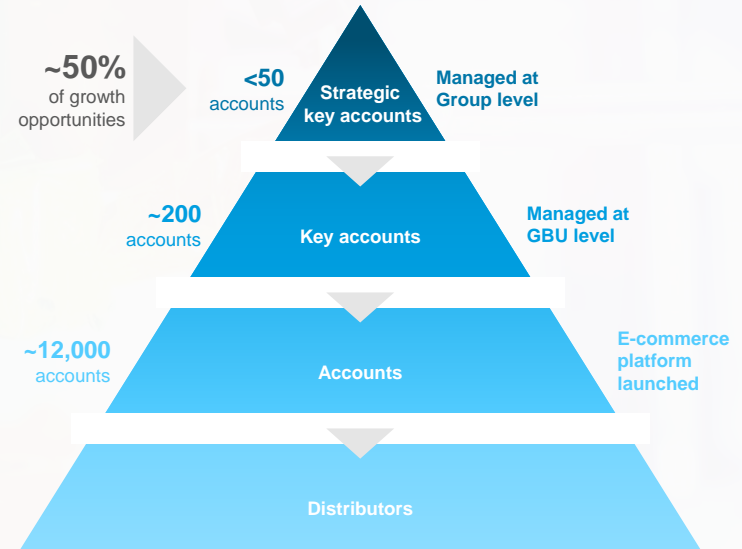 ~50%
of growth
opportunities
<50
accounts
Strategic
key accounts
Managed at
Group level
~200
accounts
Key accounts
Managed at
GBU level
~12,000
accounts
Accounts
E-commerce
platform
launched
Distributors